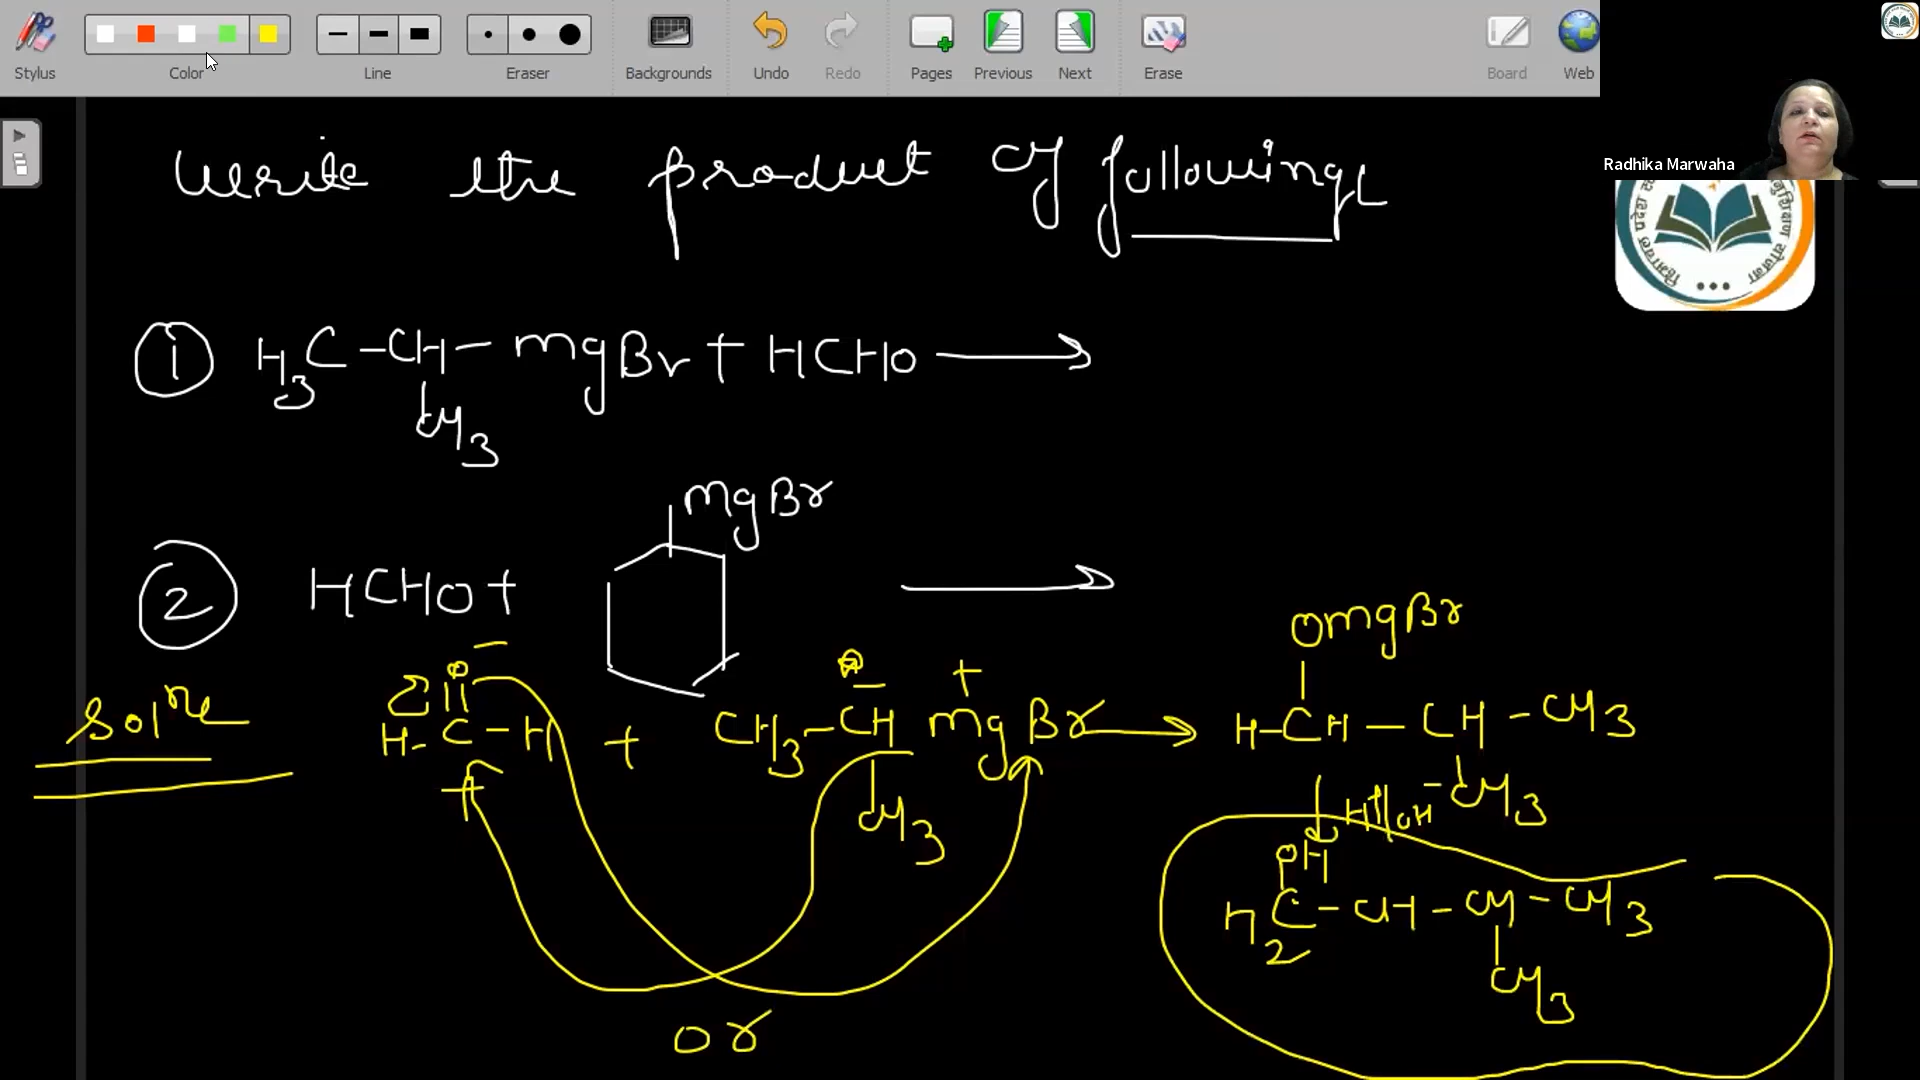 Stylus Color Line Eraser Backgrounds Undo Redo Pages Previous Next Erase Board Web
Radhika Marwaha
write the product of following
① H3C-CH-MgBr + HCHO →
CH3
MgBr
② HCHO +
OMgBr
O
H-C-H + CH3-CH MgBr → H-CH-CH-CH3
CH3
CH3
H+/OH-
OH
H2C-CH-CH-CH3
CH3
or